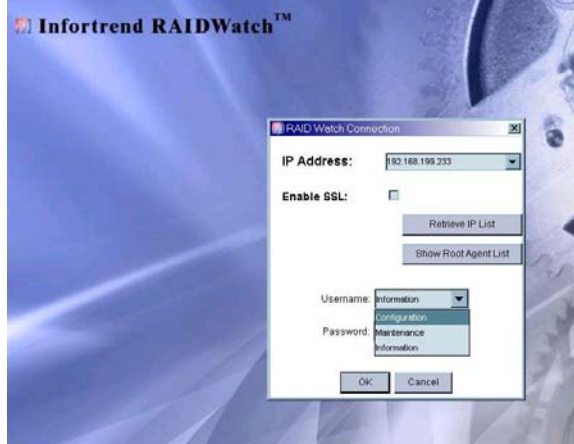 Infortrend RAIDWatch™
RAID Watch Connection
IP Address: 192.168.199.233
Enable SSL:
Retrieve IP List
Show Root Agent List
Username: Information
Configuration
Password: Maintenance
Information
OK Cancel